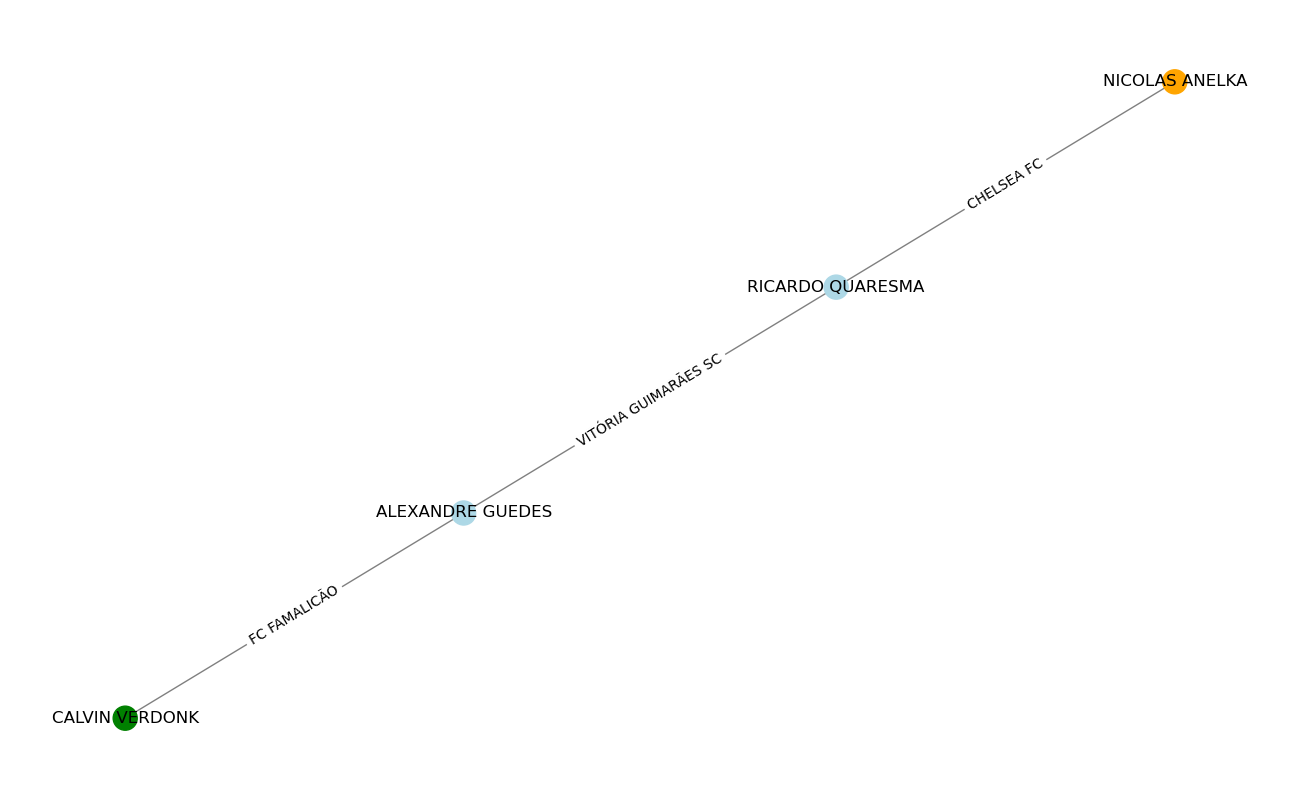 NICOLAS ANELKA
CHELSEA FC
RICARDO QUARESMA
VITÓRIA GUIMARÃES SC
ALEXANDRE GUEDES
FC FAMALICÃO
CALVIN VERDONK